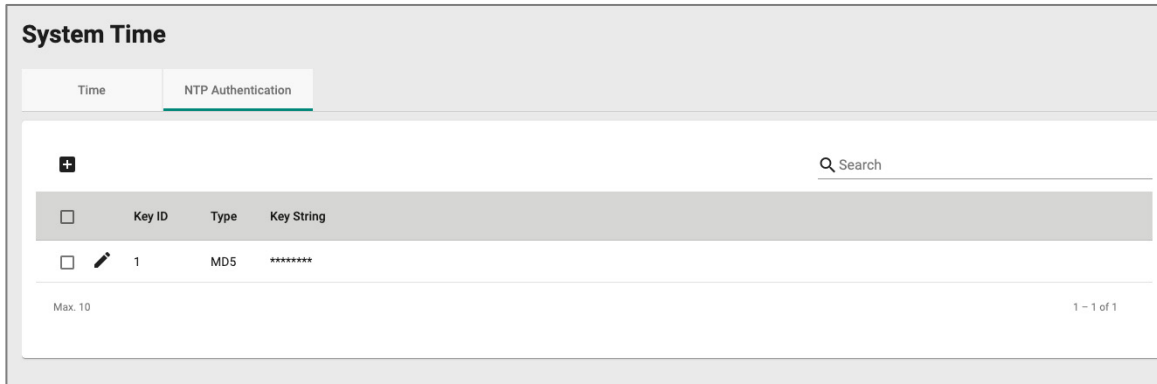 System Time
Time NTP Authentication
Search
Key ID Type Key String
1 MD5 ********
Max. 10 1 – 1 of 1